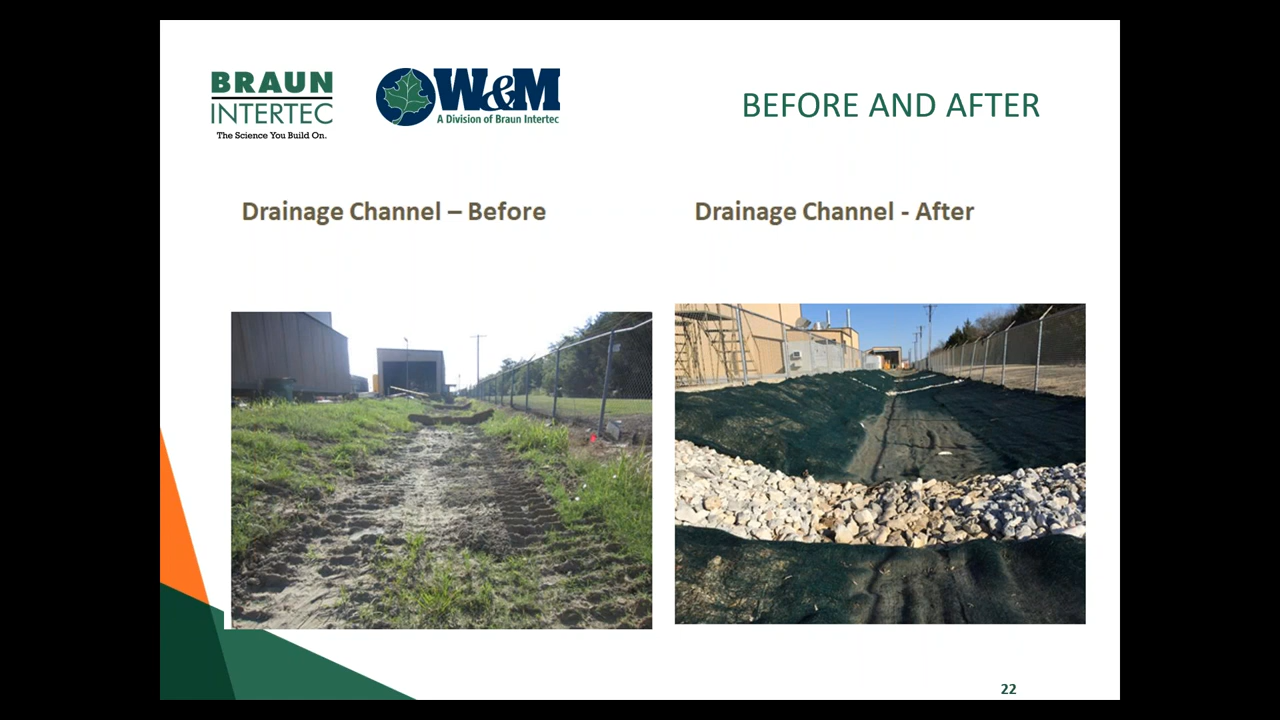 BRAUN
INTERTEC
The Science You Build On.
W&M
A Division of Braun Intertec
BEFORE AND AFTER
Drainage Channel – Before
Drainage Channel - After
22